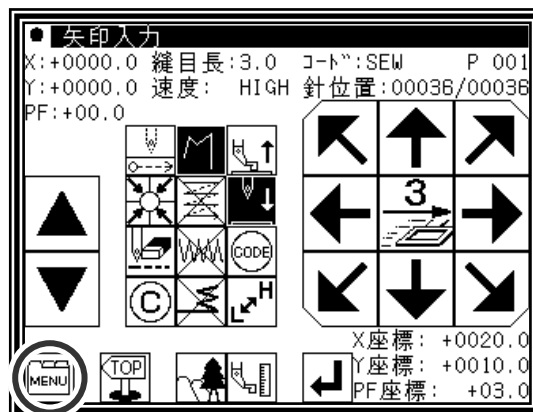 矢印入力
X:+0000.0 縫目長:3.0 ｺｰﾄﾞ:SEW P 001
Y:+0000.0 速度: HIGH 針位置:00036/00036
PF:+00.0
3
CODE
C
L H
X座標: +0020.0
Y座標: +0010.0
PF座標: +03.0
MENU
TOP